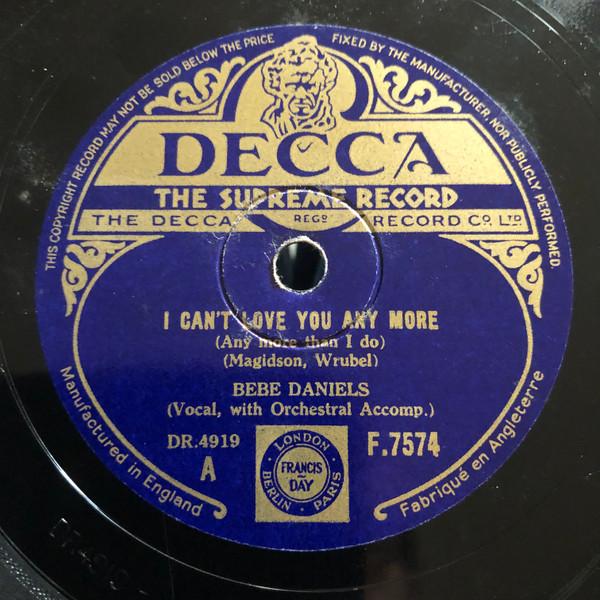 THIS COPYRIGHT RECORD MAY NOT BE SOLD BELOW THE PRICE FIXED BY THE MANUFACTURER, NOR PUBLICLY PERFORMED.
DECCA
THE SUPREME RECORD
THE DECCA REGD RECORD CO LTD
I CAN'T LOVE YOU ANY MORE
(Any more than I do)
(Magidson, Wrubel)
BEBE DANIELS
(Vocal, with Orchestral Accomp.)
DR.4919
A
LONDON
FRANCIS
~
DAY
BERLIN · PARIS
F.7574
Manufactured in England
Fabriqué en Angleterre